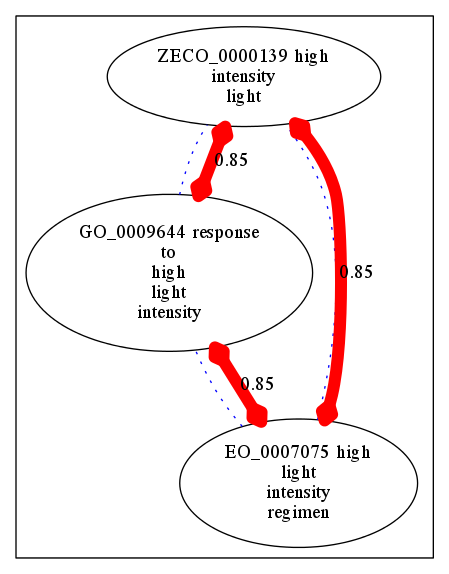 ZECO_0000139 high
intensity
light
0.85
GO_0009644 response
to
high
light
intensity
0.85
0.85
EO_0007075 high
light
intensity
regimen